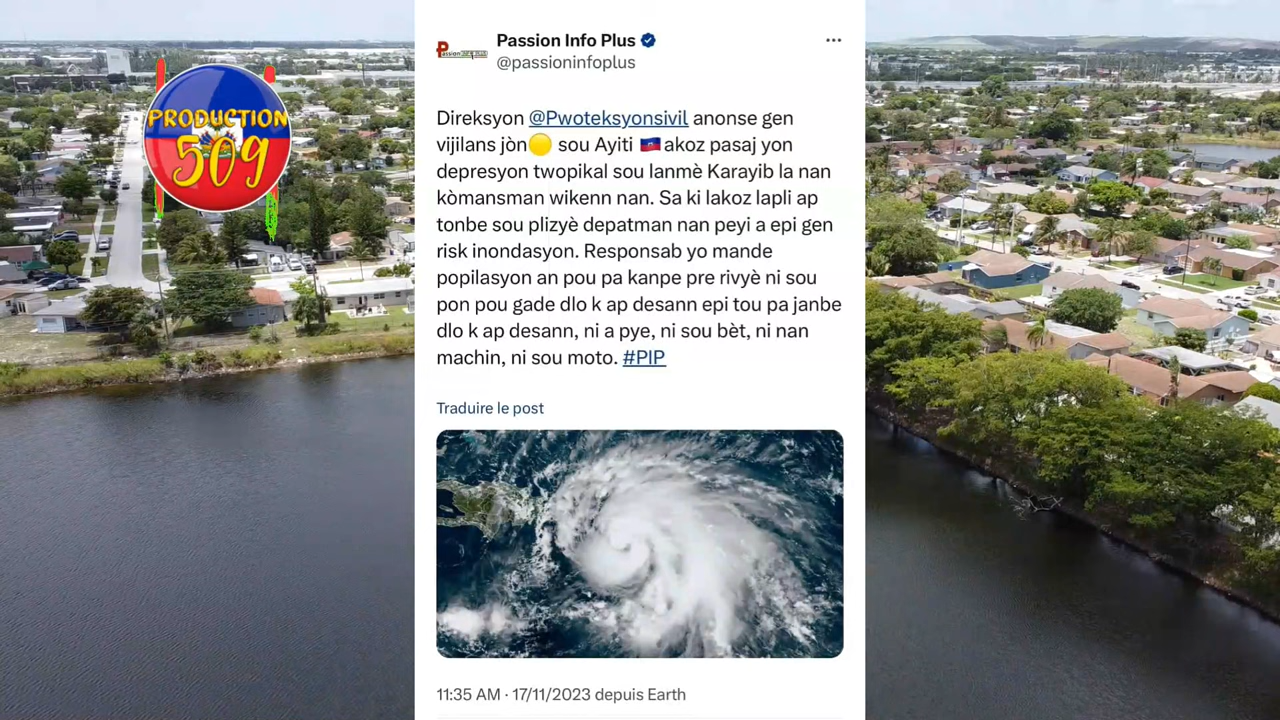 PRODUCTION
509
Passion Info Plus
@passioninfoplus
Direksyon @Pwoteksyonsivil anonse gen
vijilans jòn🟡 sou Ayiti 🇭🇹 akoz pasaj yon
depresyon twopikal sou lanmè Karayib la nan
kòmansman wikenn nan. Sa ki lakoz lapli ap
tonbe sou plizyè depatman nan peyi a epi gen
risk inondasyon. Responsab yo mande
popilasyon an pou pa kanpe pre rivyè ni sou
pon pou gade dlo k ap desann epi tou pa janbe
dlo k ap desann, ni a pye, ni sou bèt, ni nan
machin, ni sou moto. #PIP
Traduire le post
11:35 AM · 17/11/2023 depuis Earth